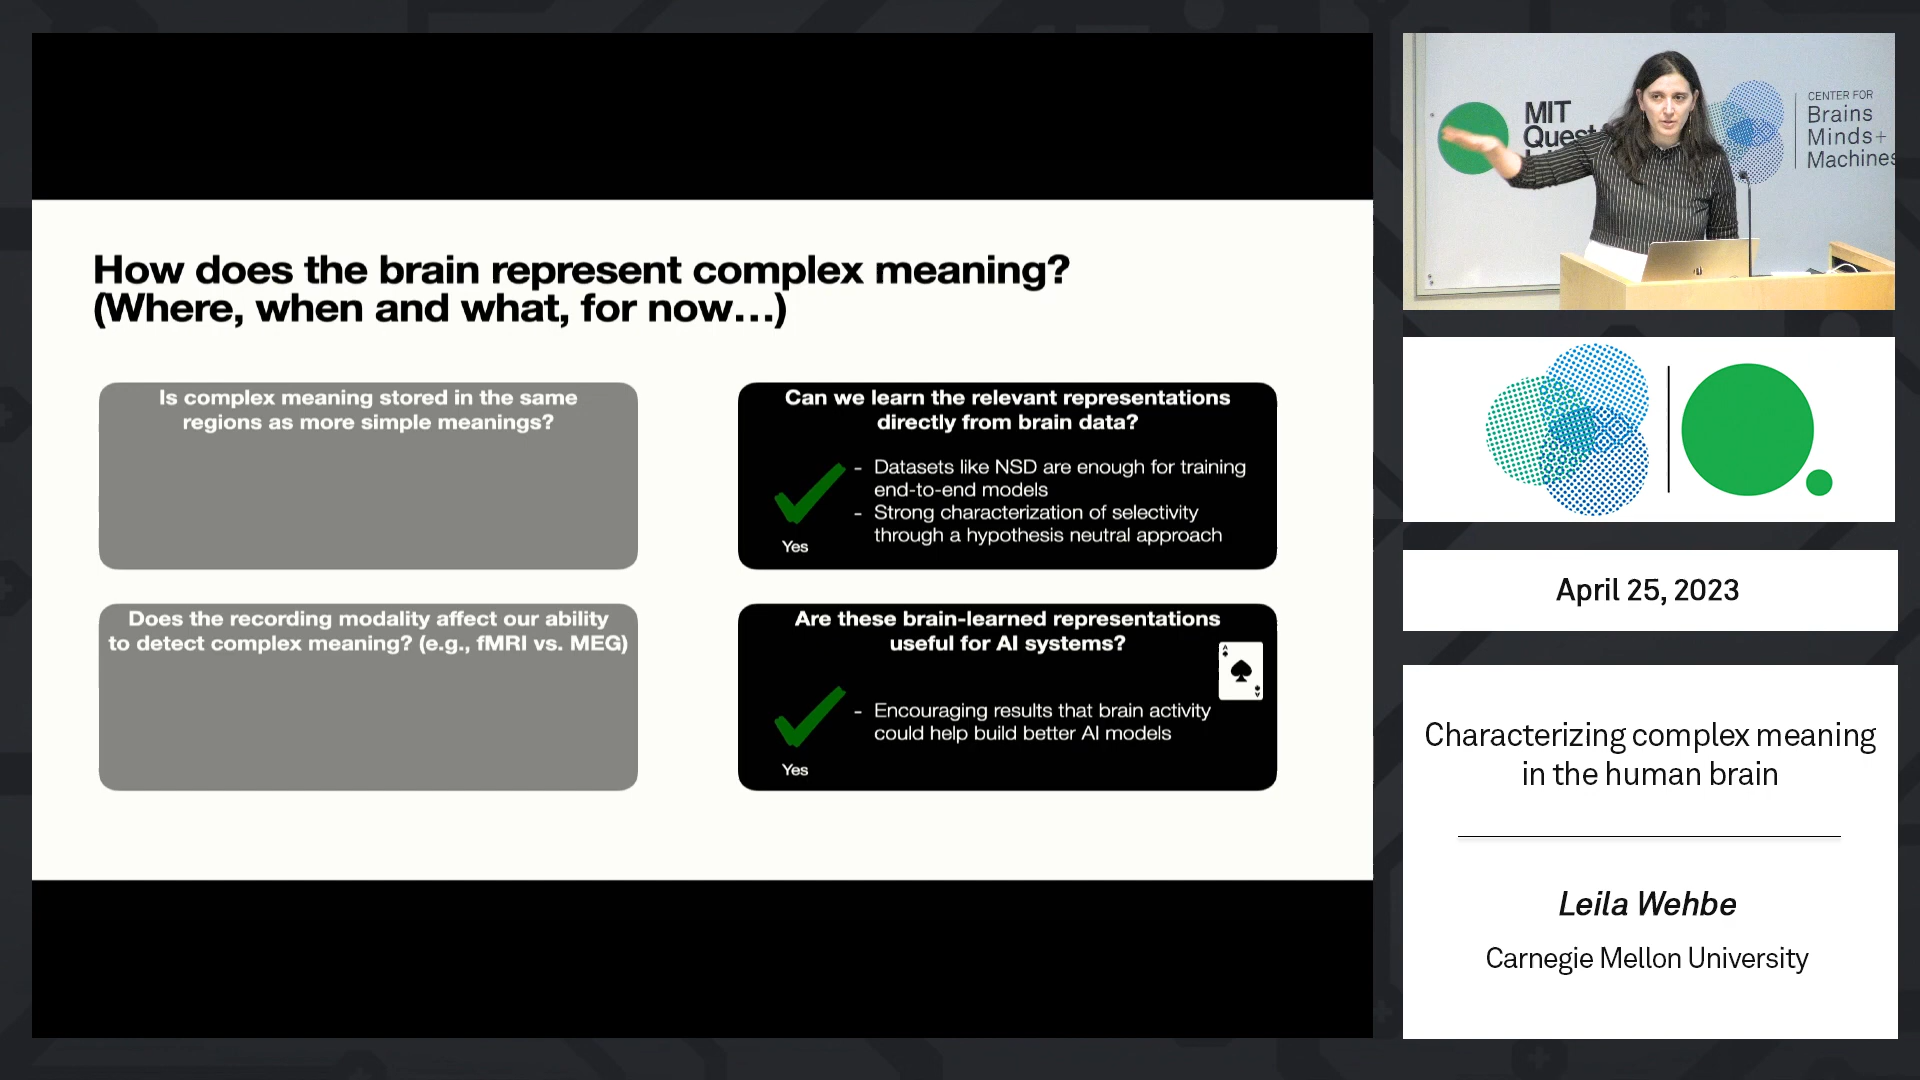 How does the brain represent complex meaning?
(Where, when and what, for now...)
Is complex meaning stored in the same
regions as more simple meanings?
Can we learn the relevant representations
directly from brain data?
- Datasets like NSD are enough for training
end-to-end models
- Strong characterization of selectivity
through a hypothesis neutral approach
Yes
Does the recording modality affect our ability
to detect complex meaning? (e.g., fMRI vs. MEG)
Are these brain-learned representations
useful for AI systems?
A
A
- Encouraging results that brain activity
could help build better AI models
Yes
MIT
Quest
CENTER FOR
Brains
Minds+
Machines
April 25, 2023
Characterizing complex meaning
in the human brain
Leila Wehbe
Carnegie Mellon University